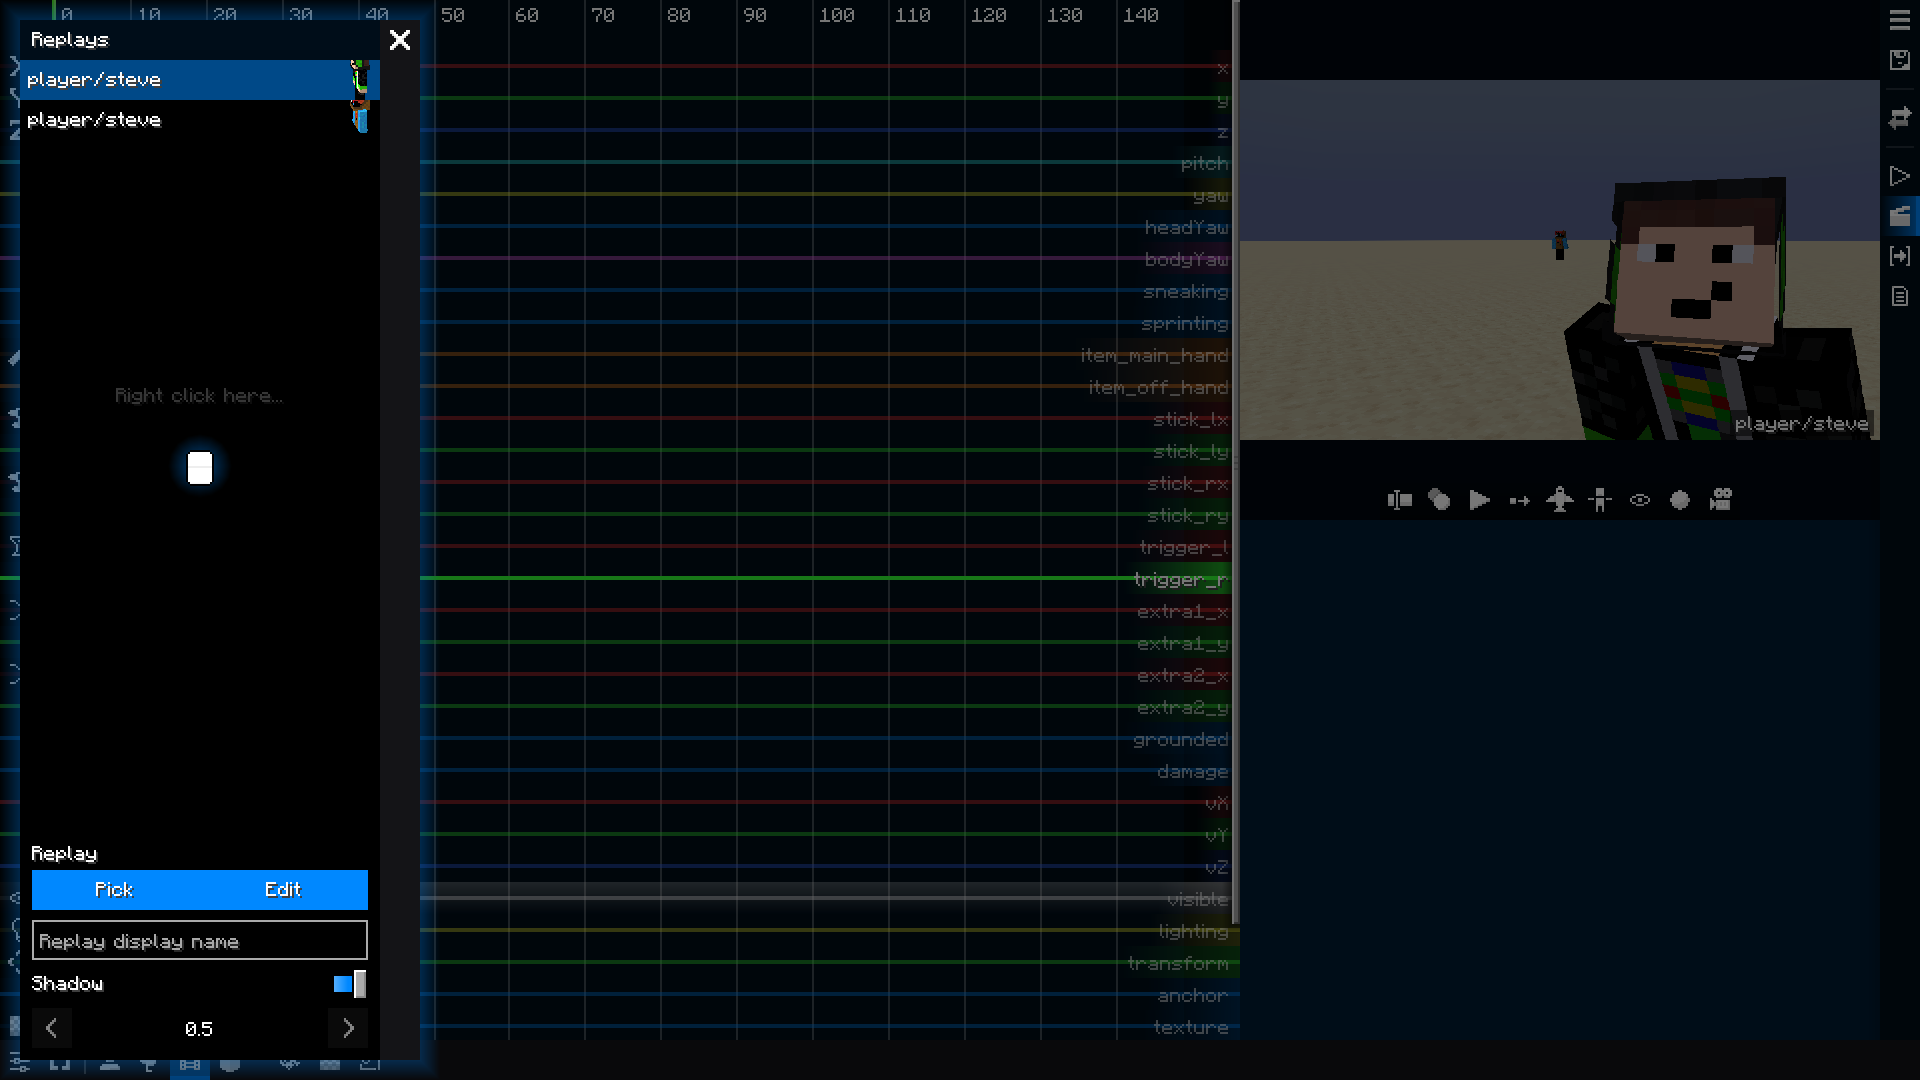 0 10 20 30 40 50 60 70 80 90 100 110 120 130 140
Replays
player/steve
player/steve
Right click here...
Replay
Pick Edit
Replay display name
Shadow
0.5
x
y
z
pitch
yaw
headYaw
bodyYaw
sneaking
sprinting
item_main_hand
item_off_hand
stick_lx
stick_ly
stick_rx
stick_ry
trigger_l
trigger_r
extra1_x
extra1_y
extra2_x
extra2_y
grounded
damage
vX
vY
vZ
visible
lighting
transform
anchor
texture
player/steve